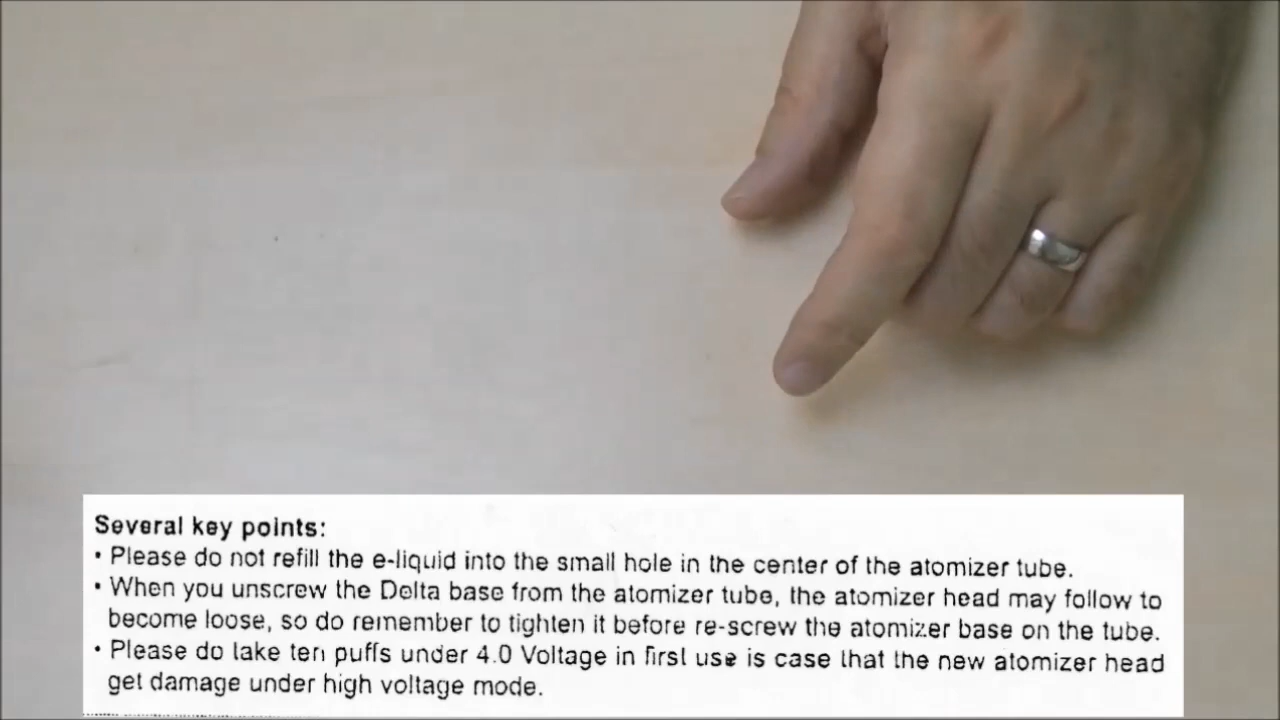 Several key points:
• Please do not refill the e-liquid into the small hole in the center of the atomizer tube.
• When you unscrew the Delta base from the atomizer tube, the atomizer head may follow to
become loose, so do remember to tighten it before re-screw the atomizer base on the tube.
• Please do lake ten puffs under 4.0 Voltage in first use is case that the new atomizer head
get damage under high voltage mode.